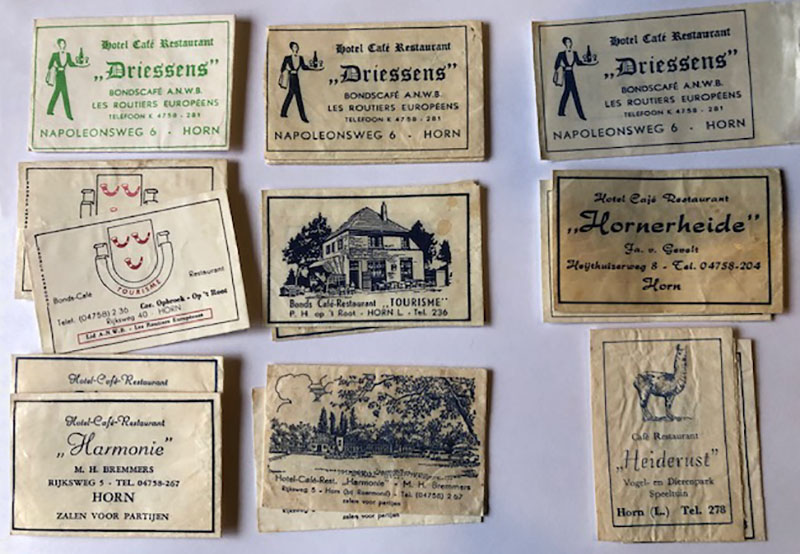 Hotel Café Restaurant
„Driessens”
BONDSCAFÉ A.N.W.B.
LES ROUTIERS EUROPÉENS
TELEFOON K 4758 - 281
NAPOLEONSWEG 6 - HORN
Hotel Café Restaurant
„Driessens”
BONDSCAFÉ A.N.W.B.
LES ROUTIERS EUROPÉENS
TELEFOON K 4758 - 281
NAPOLEONSWEG 6 - HORN
Hotel Café Restaurant
„Driessens”
BONDSCAFÉ A.N.W.B.
LES ROUTIERS EUROPÉENS
TELEFOON K 4758 - 281
NAPOLEONSWEG 6 - HORN
TOURISME
Bonds-Café Restaurant
Cor. Opbroek - Op 't Root
Telef. (04758) 2 36
Rijksweg 40 - HORN
Lid A.N.W.B. - Les Routiers Européens
Bonds Café-Restaurant „TOURISME”
P. H. op 't Root - HORN L. - Tel. 236
Hotel Café Restaurant
„Hornerheide”
Fa. v. Gevelt
Heijthuizerweg 8 - Tel. 04758-204
Horn
Hotel-Café-Restaurant
Hotel-Café-Restaurant
„Harmonie”
M. H. BREMMERS
RIJKSWEG 5 - TEL. 04758-267
HORN
ZALEN VOOR PARTIJEN
Hotel-Café-Rest. „Harmonie” - M. H. Bremmers
Rijksweg 5 - Horn (bij Roermond) - Tel. (04758) 2 67
zalen voor partijen
zalen voor partijen
Café Restaurant
„Heiderust”
Vogel- en Dierenpark
Speeltuin
Horn (L.) Tel. 278